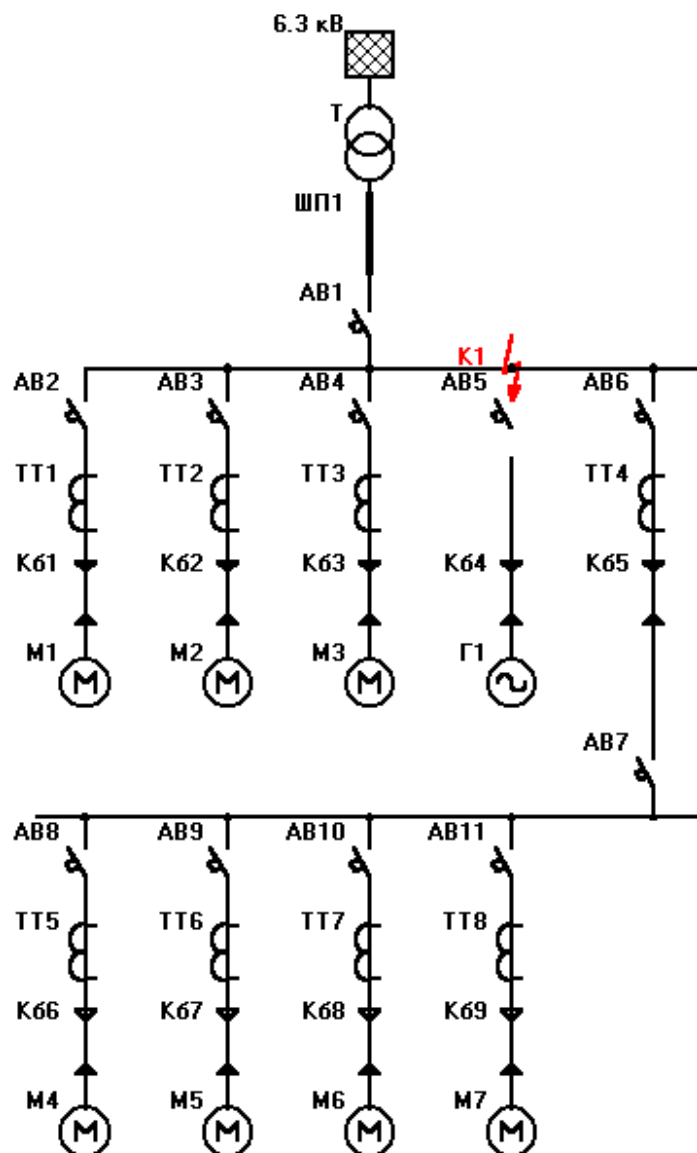 6.3 кВ
Т
ШП1
АВ1
К1
АВ2 АВ3 АВ4 АВ5 АВ6
ТТ1 ТТ2 ТТ3 ТТ4
Кб1 Кб2 Кб3 Кб4 Кб5
М1 М2 М3 Г1
М М М
АВ7
АВ8 АВ9 АВ10 АВ11
ТТ5 ТТ6 ТТ7 ТТ8
Кб6 Кб7 Кб8 Кб9
М4 М5 М6 М7
М М М М